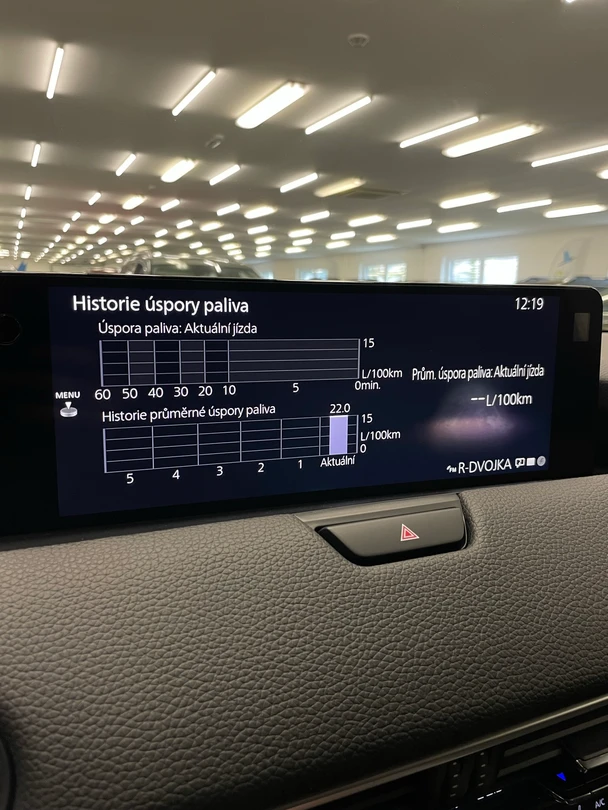 Historie úspory paliva
12:19
Úspora paliva: Aktuální jízda
15
L/100km
60 50 40 30 20 10 5 0min.
MENU
Prům. úspora paliva: Aktuální jízda
--L/100km
Historie průměrné úspory paliva
22.0
15
L/100km
0
5 4 3 2 1 Aktuální
R-DVOJKA